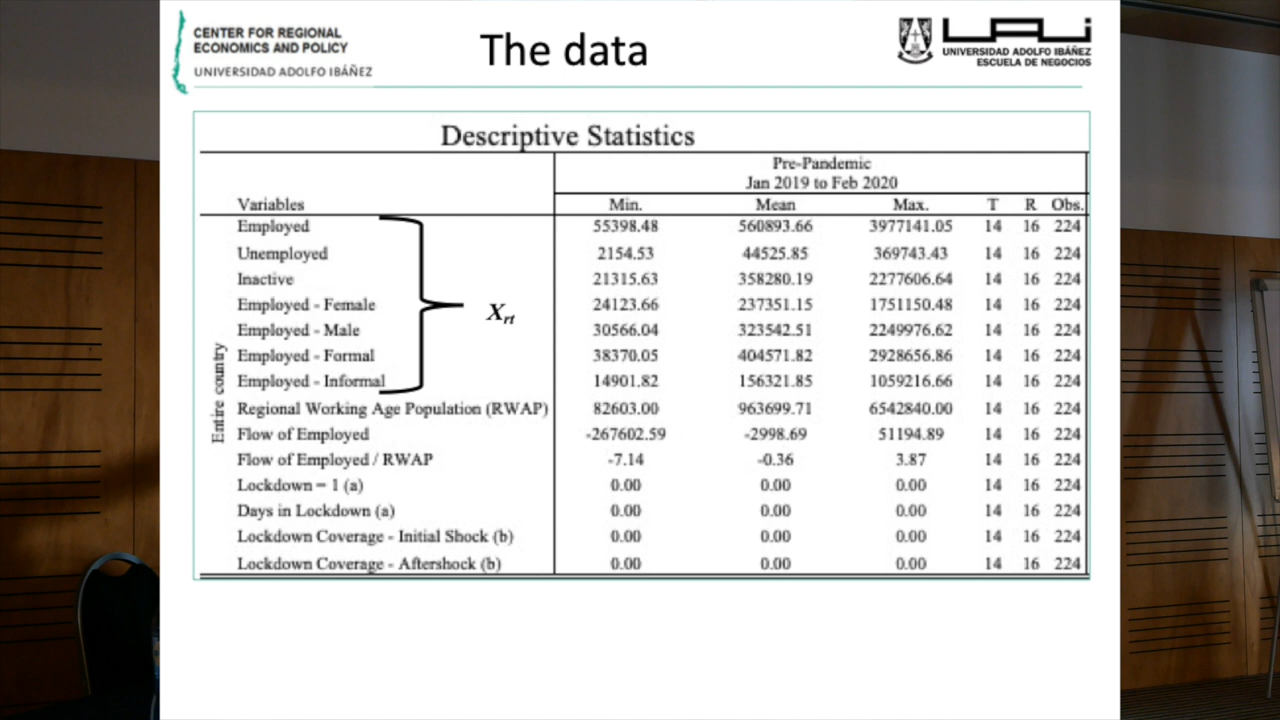 CENTER FOR REGIONAL
ECONOMICS AND POLICY
UNIVERSIDAD ADOLFO IBÁÑEZ
The data
UAI
UNIVERSIDAD ADOLFO IBÁÑEZ
ESCUELA DE NEGOCIOS
Descriptive Statistics
Pre-Pandemic
Jan 2019 to Feb 2020
Variables Min. Mean Max. T R Obs.
Entire country
Employed 55398.48 560893.66 3977141.05 14 16 224
Unemployed 2154.53 44525.85 369743.43 14 16 224
Inactive 21315.63 358280.19 2277606.64 14 16 224
Employed - Female 24123.66 237351.15 1751150.48 14 16 224
Xrt
Employed - Male 30566.04 323542.51 2249976.62 14 16 224
Employed - Formal 38370.05 404571.82 2928656.86 14 16 224
Employed - Informal 14901.82 156321.85 1059216.66 14 16 224
Regional Working Age Population (RWAP) 82603.00 963699.71 6542840.00 14 16 224
Flow of Employed -267602.59 -2998.69 51194.89 14 16 224
Flow of Employed / RWAP -7.14 -0.36 3.87 14 16 224
Lockdown = 1 (a) 0.00 0.00 0.00 14 16 224
Days in Lockdown (a) 0.00 0.00 0.00 14 16 224
Lockdown Coverage - Initial Shock (b) 0.00 0.00 0.00 14 16 224
Lockdown Coverage - Aftershock (b) 0.00 0.00 0.00 14 16 224